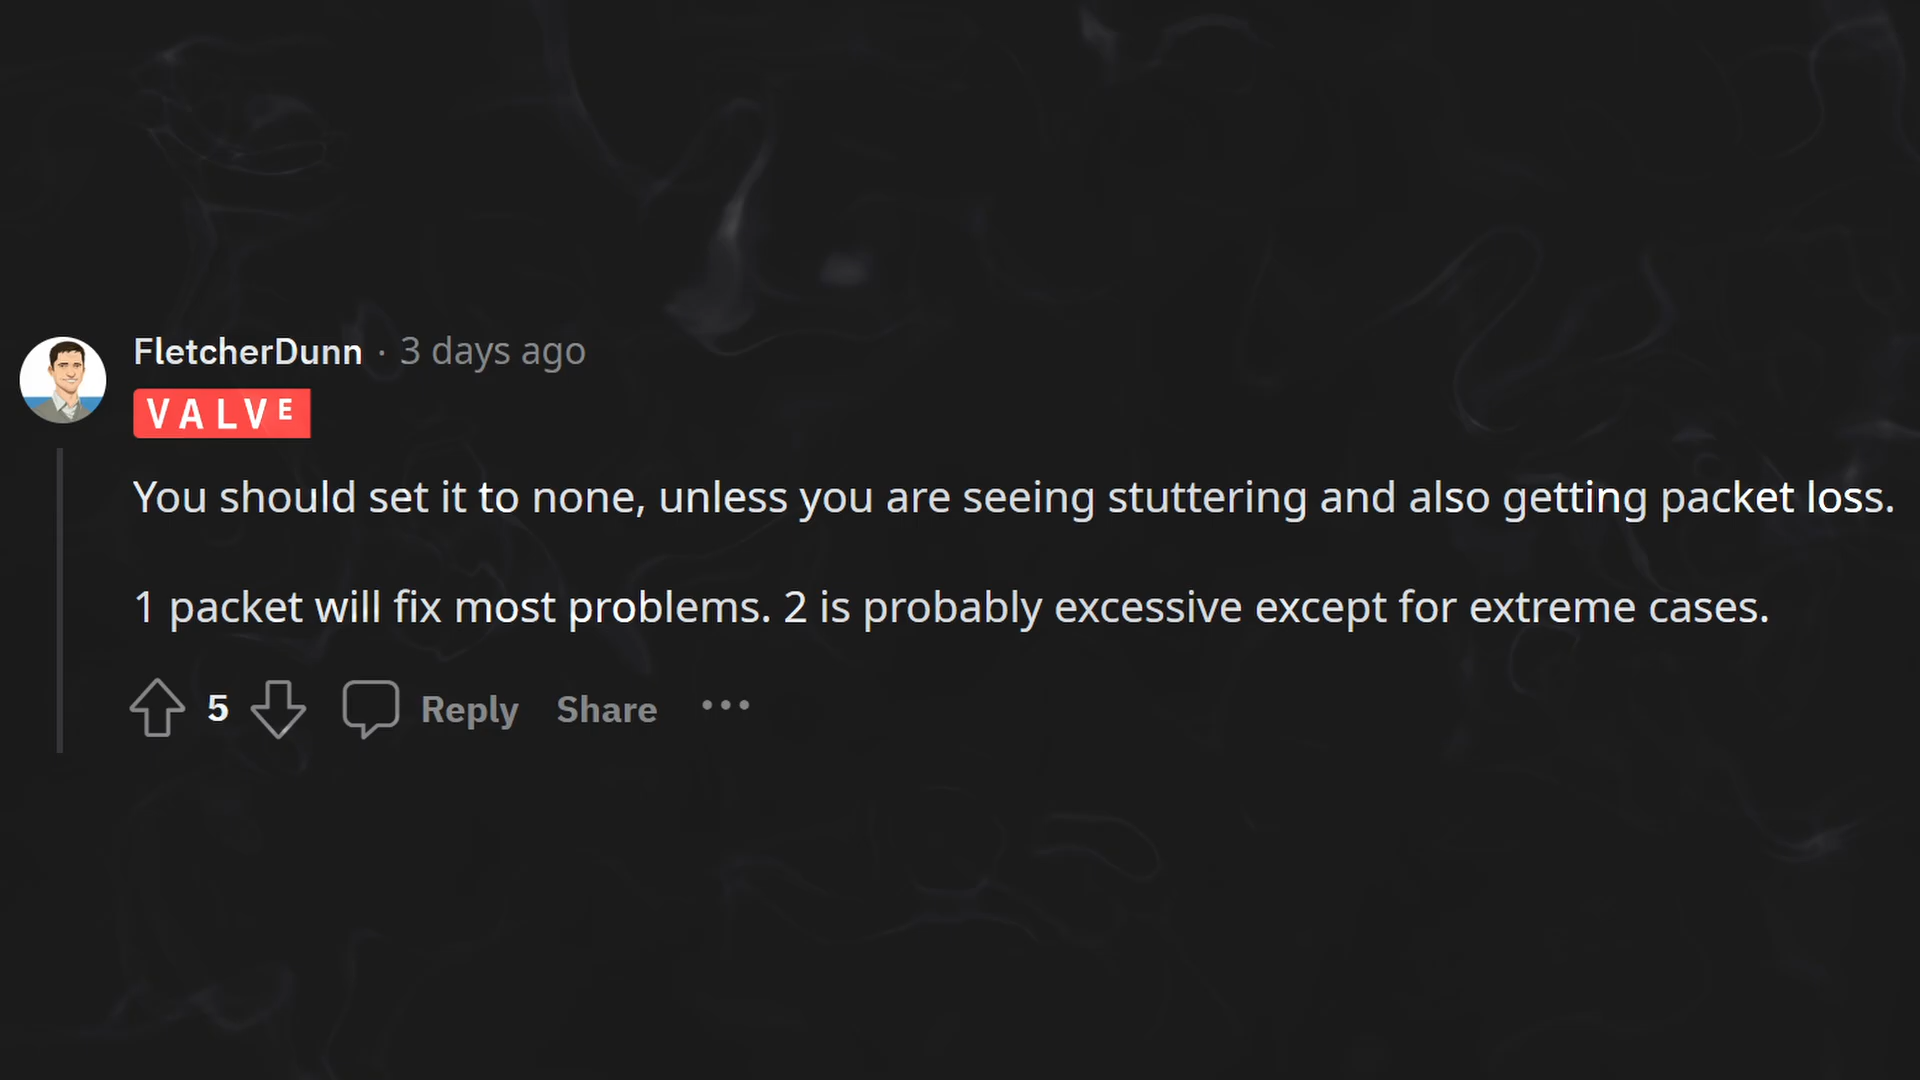 FletcherDunn · 3 days ago
VALVE
You should set it to none, unless you are seeing stuttering and also getting packet loss.
1 packet will fix most problems. 2 is probably excessive except for extreme cases.
5 Reply Share ···